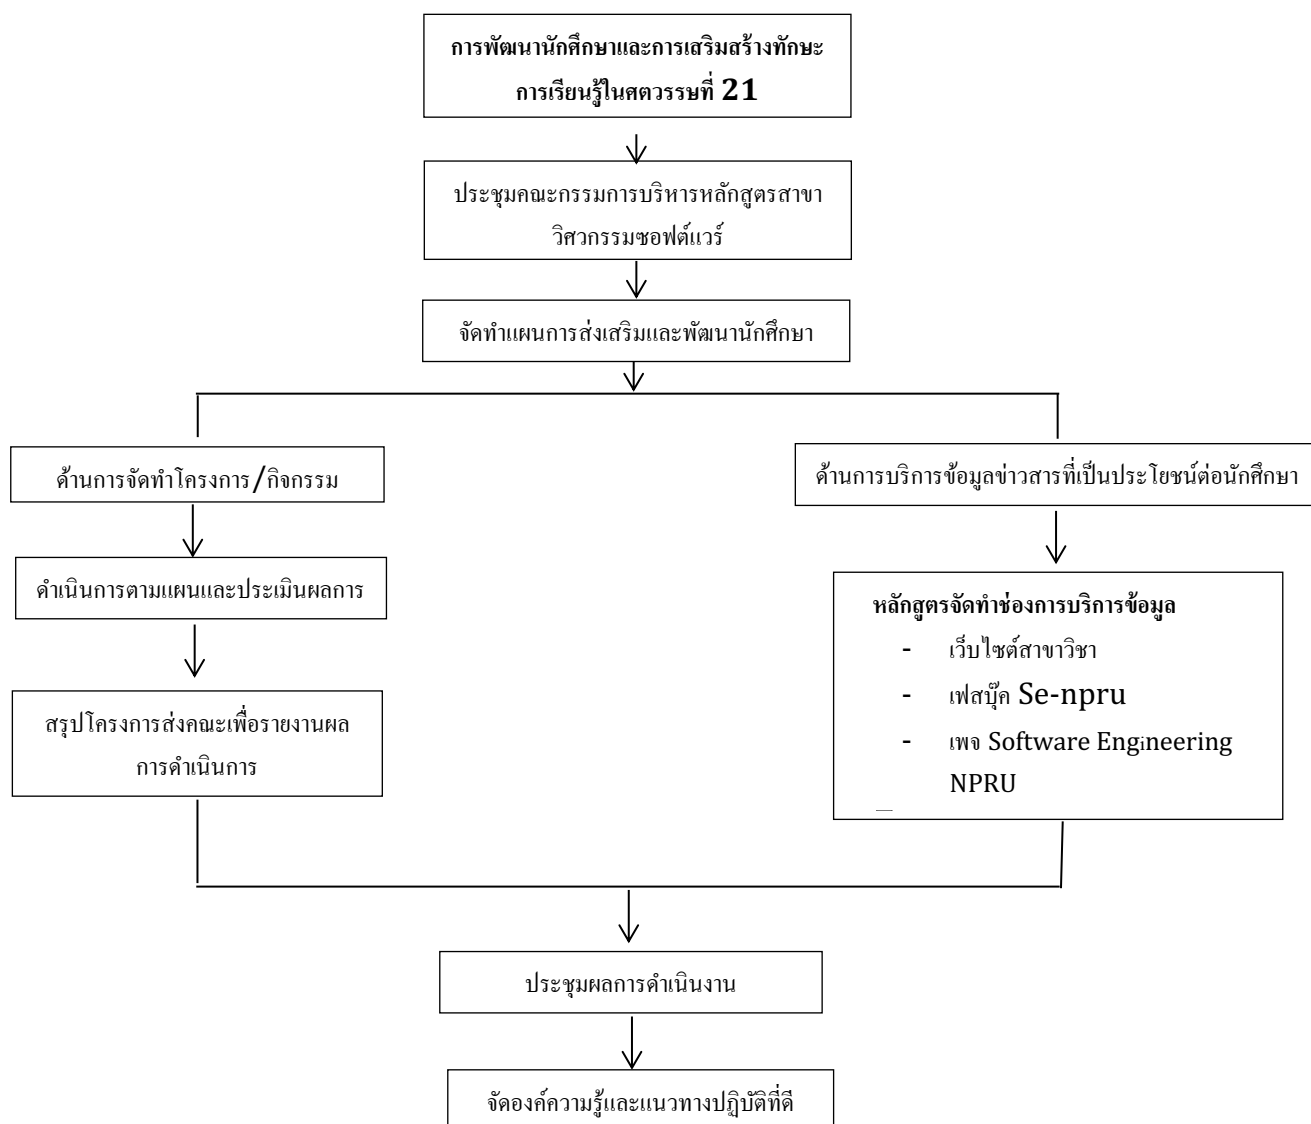 การพัฒนานักศึกษาและการเสริมสร้างทักษะ
การเรียนรู้ในศตวรรษที่ 21
ประชุมคณะกรรมการบริหารหลักสูตรสาขา
วิศวกรรมซอฟต์แวร์
จัดทำแผนการส่งเสริมและพัฒนานักศึกษา
ด้านการจัดทำโครงการ/กิจกรรม
ดำเนินการตามแผนและประเมินผลการ
สรุปโครงการส่งคณะเพื่อรายงานผล
การดำเนินการ
ด้านการบริการข้อมูลข่าวสารที่เป็นประโยชน์ต่อนักศึกษา
หลักสูตรจัดทำช่องการบริการข้อมูล
- เว็บไซต์สาขาวิชา
- เฟสบุ๊ค Se-npru
- เพจ Software Engineering
NPRU
ประชุมผลการดำเนินงาน
จัดองค์ความรู้และแนวทางปฏิบัติที่ดี